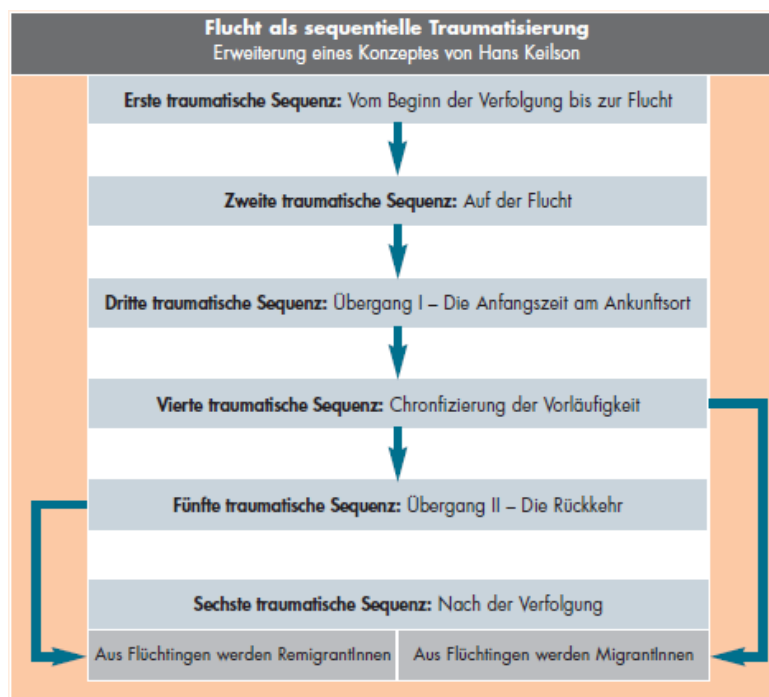 Flucht als sequentielle Traumatisierung
Erweiterung eines Konzeptes von Hans Keilson
Erste traumatische Sequenz: Vom Beginn der Verfolgung bis zur Flucht
Zweite traumatische Sequenz: Auf der Flucht
Dritte traumatische Sequenz: Übergang I – Die Anfangszeit am Ankunftsort
Vierte traumatische Sequenz: Chronfizierung der Vorläufigkeit
Fünfte traumatische Sequenz: Übergang II – Die Rückkehr
Sechste traumatische Sequenz: Nach der Verfolgung
Aus Flüchtingen werden RemigrantInnen
Aus Flüchtingen werden MigrantInnen